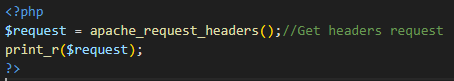 <?php
$request = apache_request_headers();//Get headers request
print_r($request);
?>